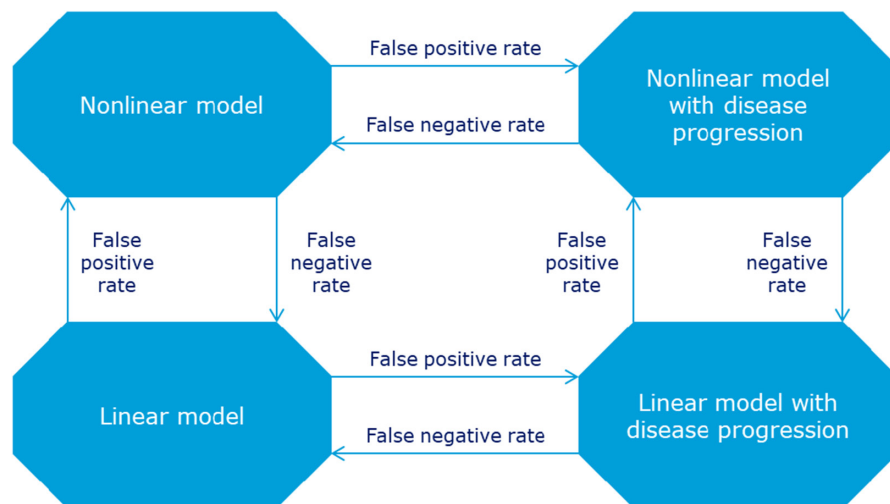 False positive rate
Nonlinear model
Nonlinear model
with disease
progression
False negative rate
False
positive
rate
False
negative
rate
False
positive
rate
False
negative
rate
False positive rate
Linear model
Linear model with
disease progression
False negative rate